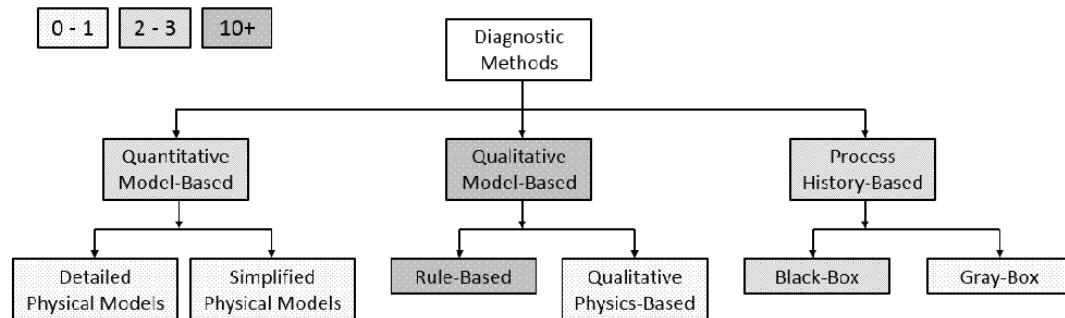 0 - 1
2 - 3
10+
Diagnostic
Methods
Quantitative
Model-Based
Qualitative
Model-Based
Process
History-Based
Detailed
Physical Models
Simplified
Physical Models
Rule-Based
Qualitative
Physics-Based
Black-Box
Gray-Box